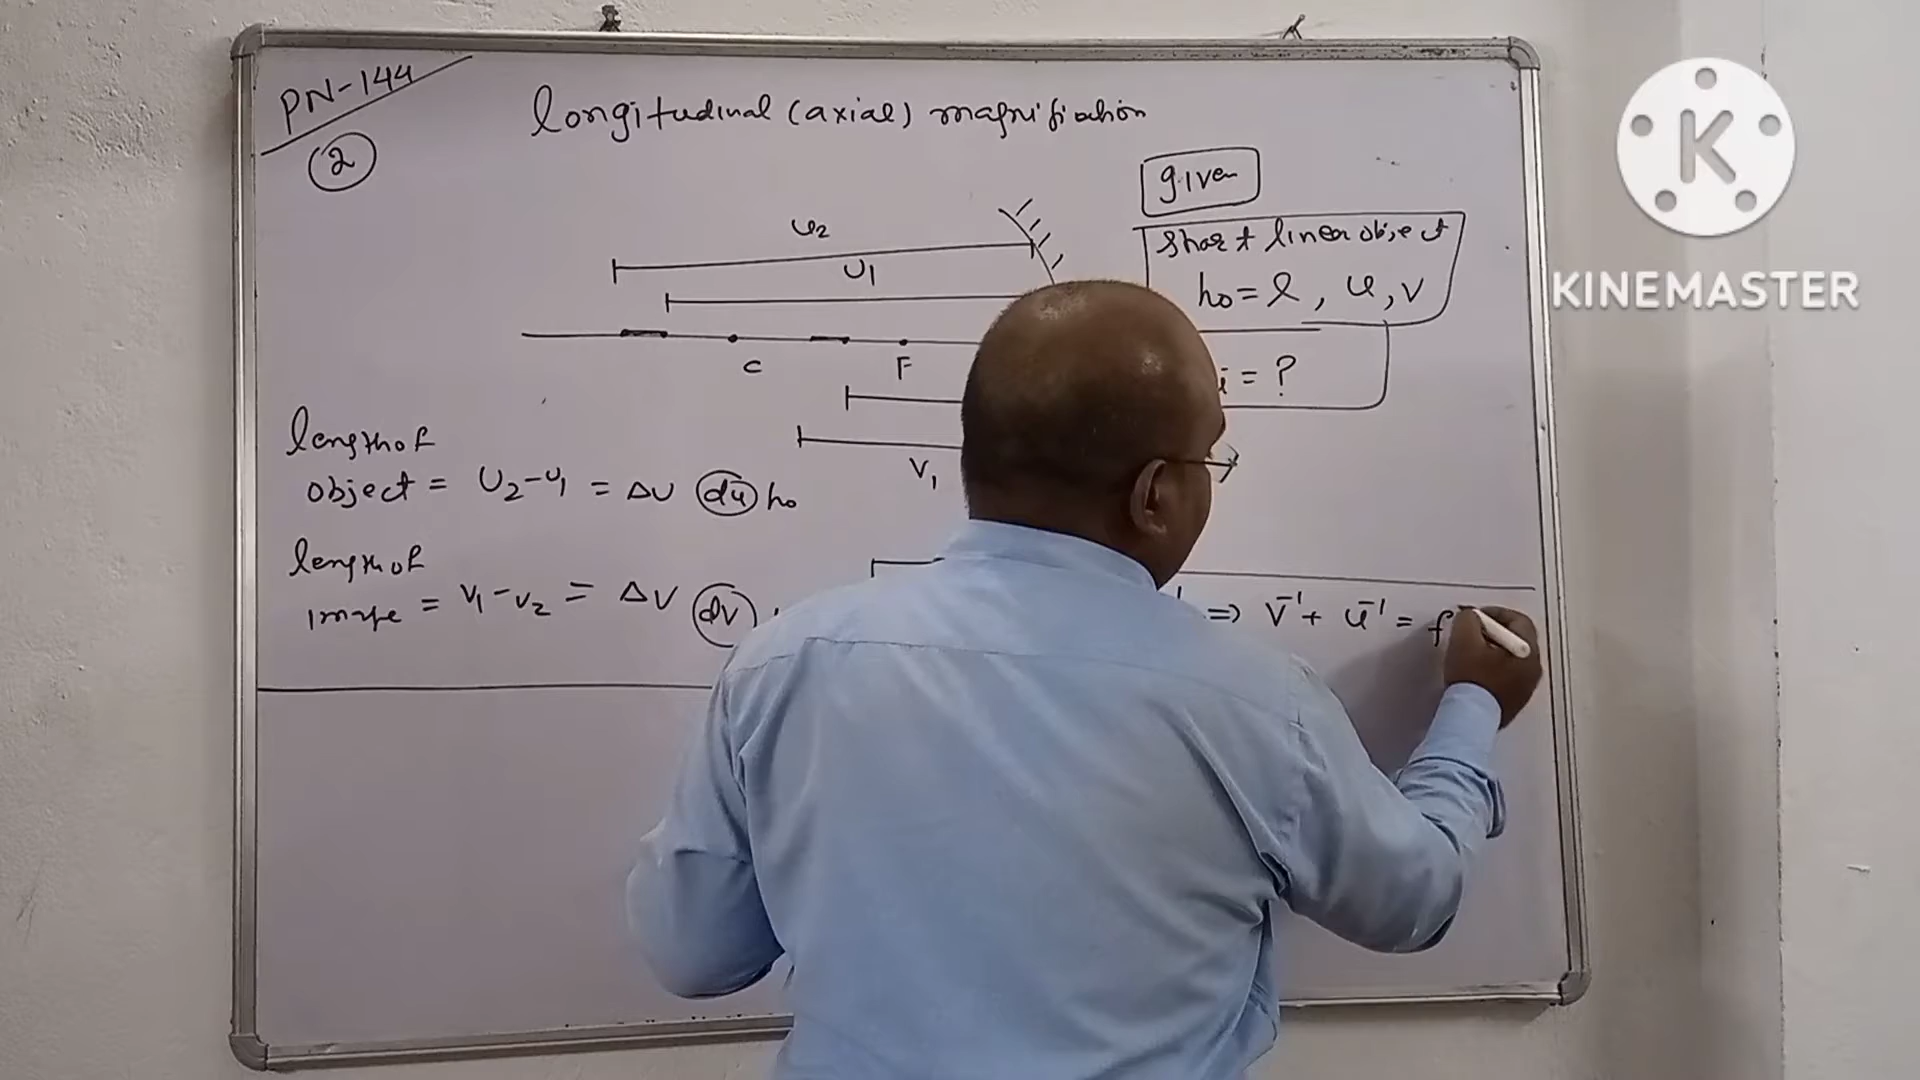 PN-144
2
longitudinal (axial) magnifiation
given
short linear object
ho = l, u, v
i = ?
u2
U1
C F
V1
length of
object = U2-U1 = ΔU du ho
length of
image = V1-V2 = ΔV dv
=> V⁻¹ + u⁻¹ = f
K
KINEMASTER